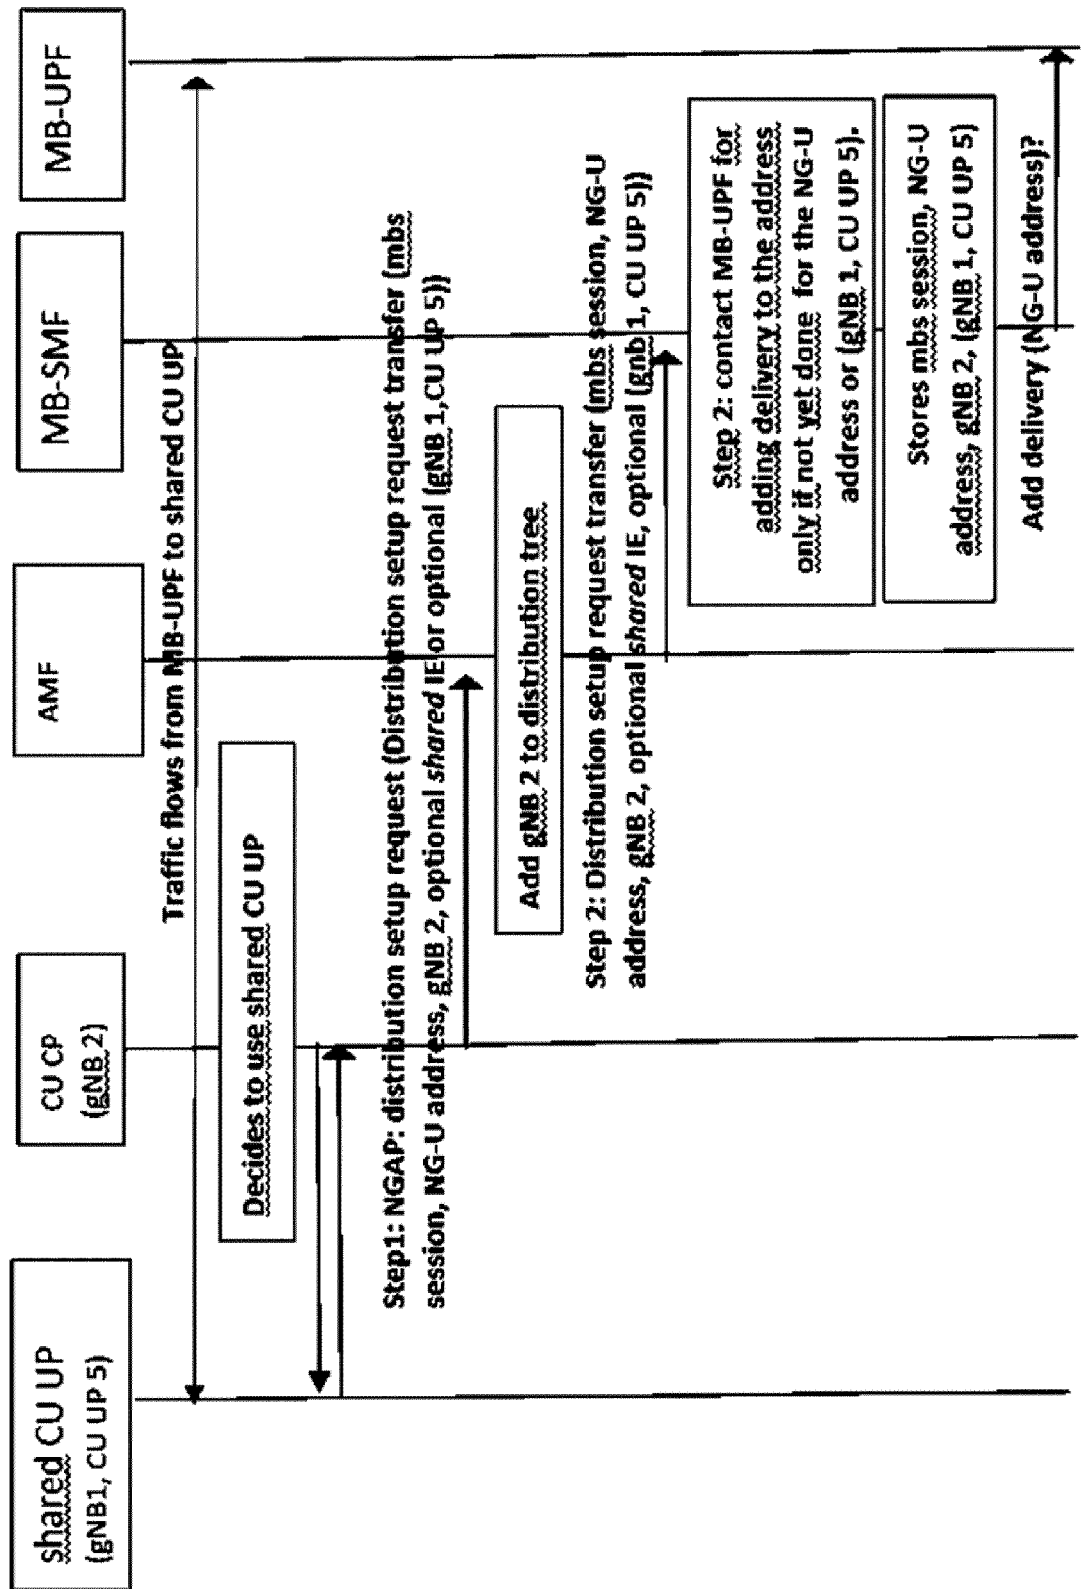 shared CU UP
(gNB1, CU UP 5)
CU CP
(gNB 2)
AMF
MB-SMF
MB-UPF
Traffic flows from MB-UPF to shared CU UP
Decides to use shared CU UP
Step1: NGAP: distribution setup request (Distribution setup request transfer (mbs
session, NG-U address, gNB 2, optional shared IE or optional (gNB 1,CU UP 5))
Add gNB 2 to distribution tree
Step 2: Distribution setup request transfer (mbs session, NG-U
address, gNB 2, optional shared IE, optional (gnb 1, CU UP 5))
Step 2: contact MB-UPF for
adding delivery to the address
only if not yet done for the NG-U
address or (gNB 1, CU UP 5).
Stores mbs session, NG-U
address, gNB 2, (gNB 1, CU UP 5)
Add delivery (NG-U address)?